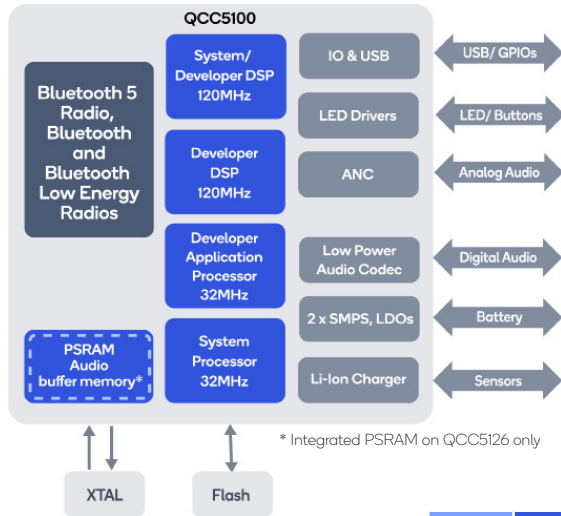 QCC5100
Bluetooth 5
Radio,
Bluetooth
and
Bluetooth
Low Energy
Radios
System/
Developer DSP
120MHz
Developer
DSP
120MHz
Developer
Application
Processor
32MHz
System
Processor
32MHz
PSRAM
Audio
buffer memory*
IO & USB
LED Drivers
ANC
Low Power
Audio Codec
2 x SMPS, LDOs
Li-Ion Charger
USB/ GPIOs
LED/ Buttons
Analog Audio
Digital Audio
Battery
Sensors
* Integrated PSRAM on QCC5126 only
XTAL
Flash